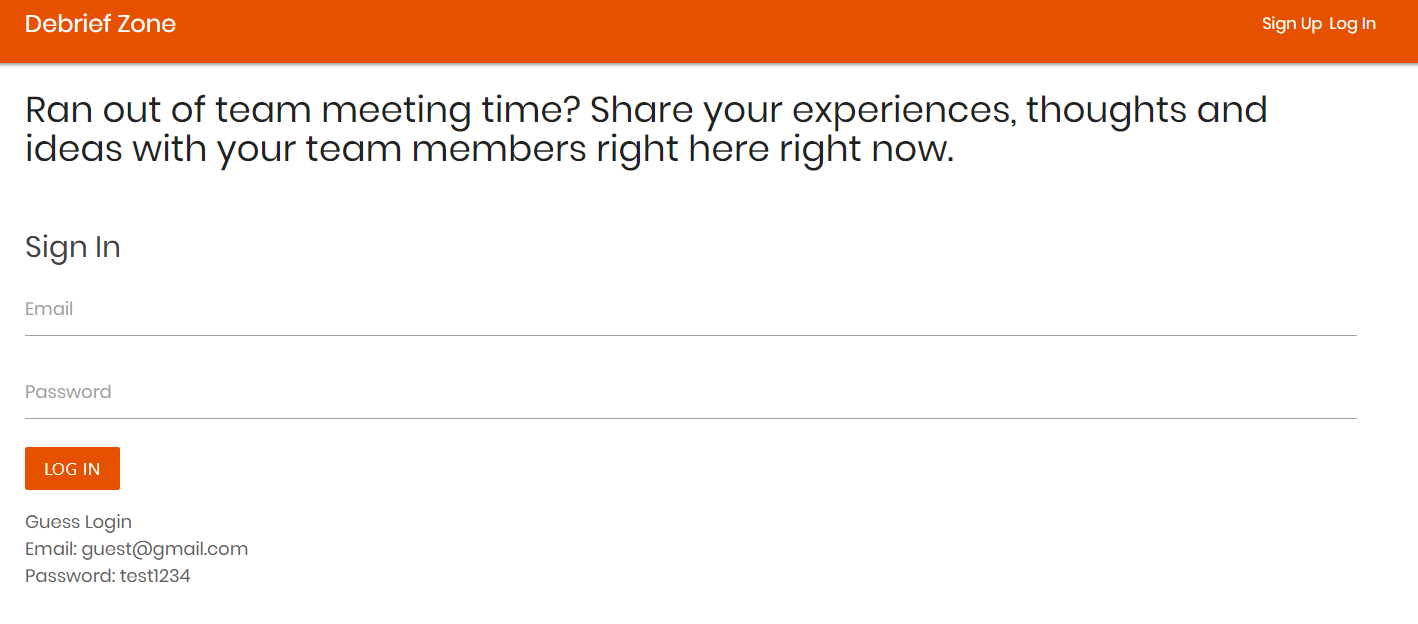 Debrief Zone
Sign Up Log In
Ran out of team meeting time? Share your experiences, thoughts and
ideas with your team members right here right now.
Sign In
Email
Password
LOG IN
Guess Login
Email: guest@gmail.com
Password: test1234